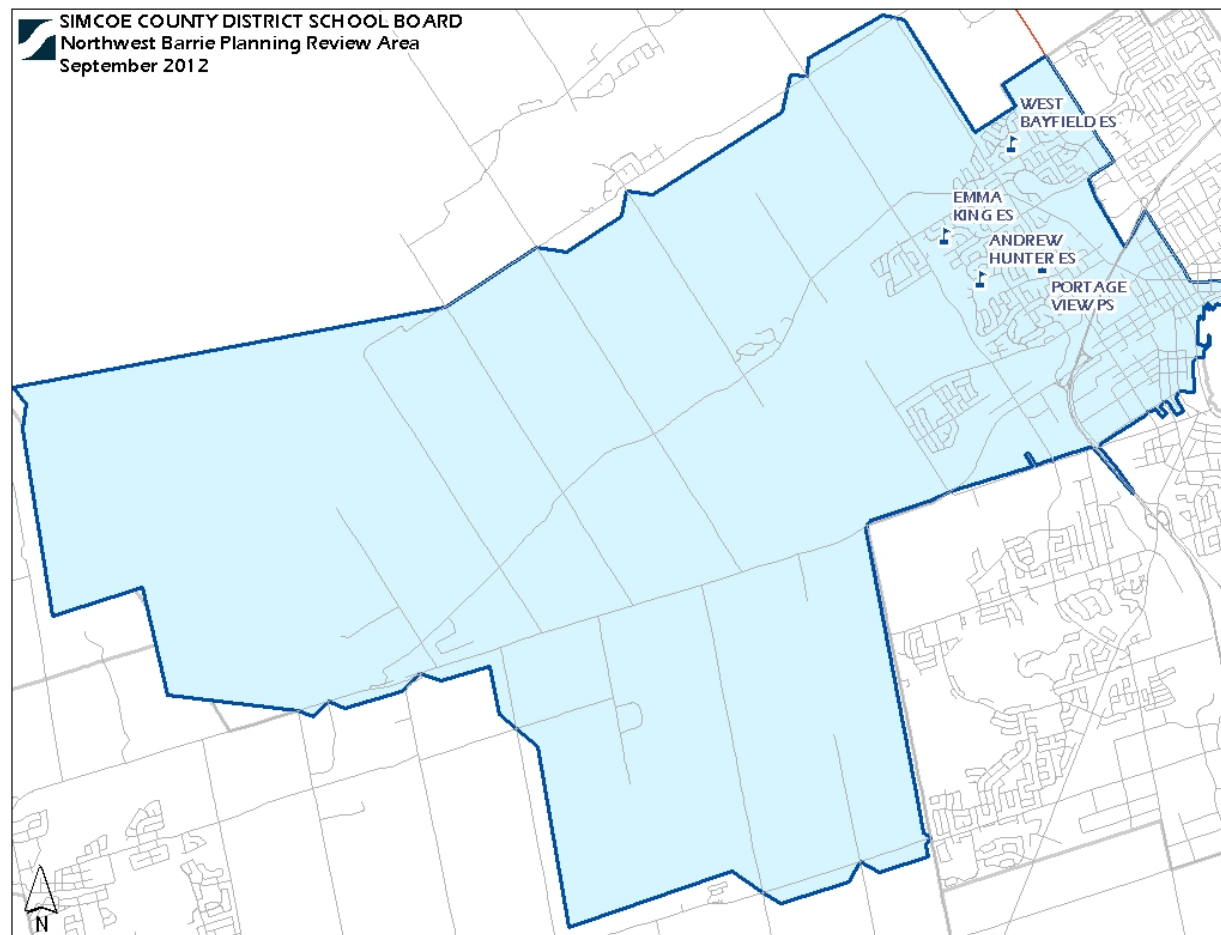 SIMCOE COUNTY DISTRICT SCHOOL BOARD
Northwest Barrie Planning Review Area
September 2012
WEST
BAYFIELD ES
EMMA
KING ES
ANDREW
HUNTER ES
PORTAGE
VIEW PS
N